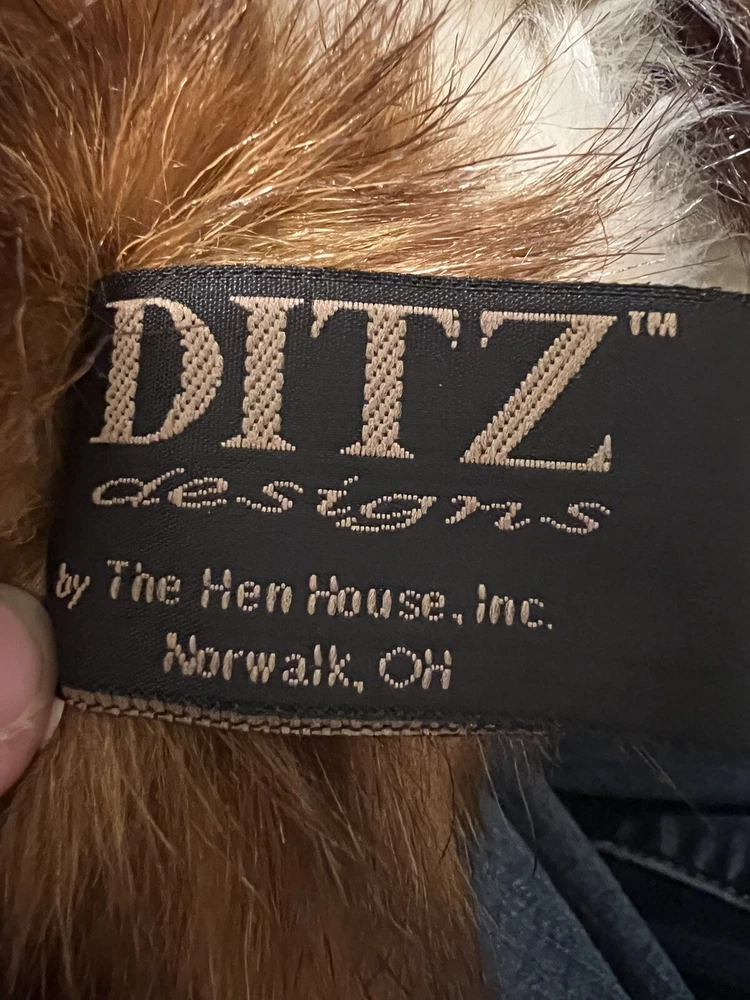 DITZ™
designs
by The Hen House, Inc.
Norwalk, OH